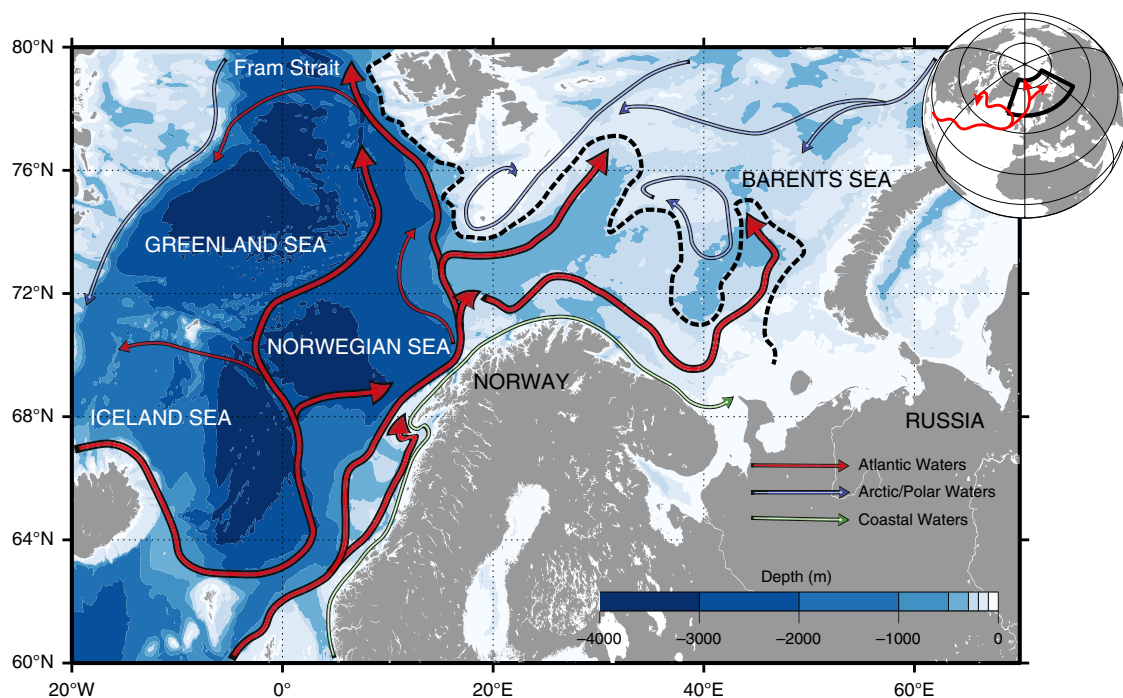 80°N
Fram Strait
76°N
BARENTS SEA
GREENLAND SEA
72°N
NORWEGIAN SEA
NORWAY
68°N
ICELAND SEA
RUSSIA
Atlantic Waters
Arctic/Polar Waters
Coastal Waters
64°N
Depth (m)
−4000 −3000 −2000 −1000 0
60°N
20°W 0° 20°E 40°E 60°E